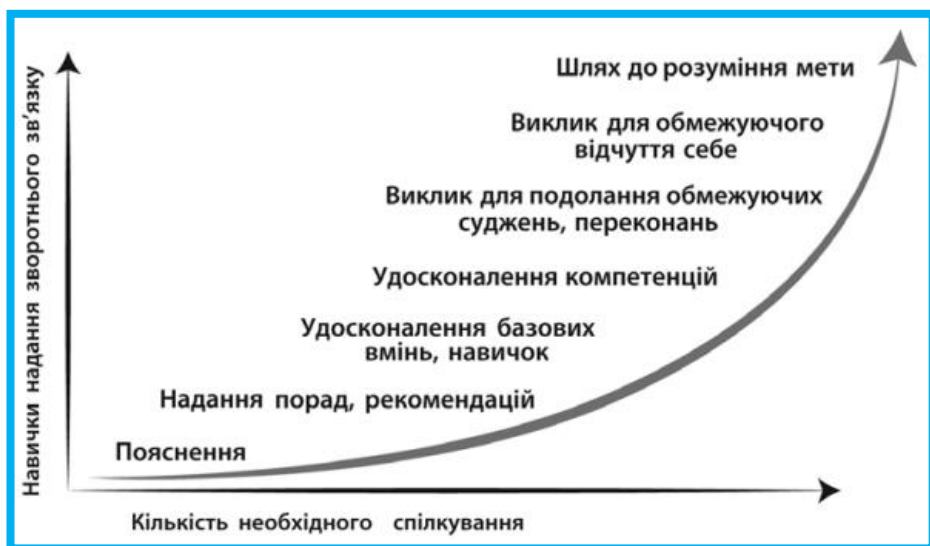 Навички надання зворотнього зв’язку
Шлях до розуміння мети
Виклик для обмежуючого
відчуття себе
Виклик для подолання обмежуючих
суджень, переконань
Удосконалення компетенцій
Удосконалення базових
вмінь, навичок
Надання порад, рекомендацій
Пояснення
Кількість необхідного спілкування